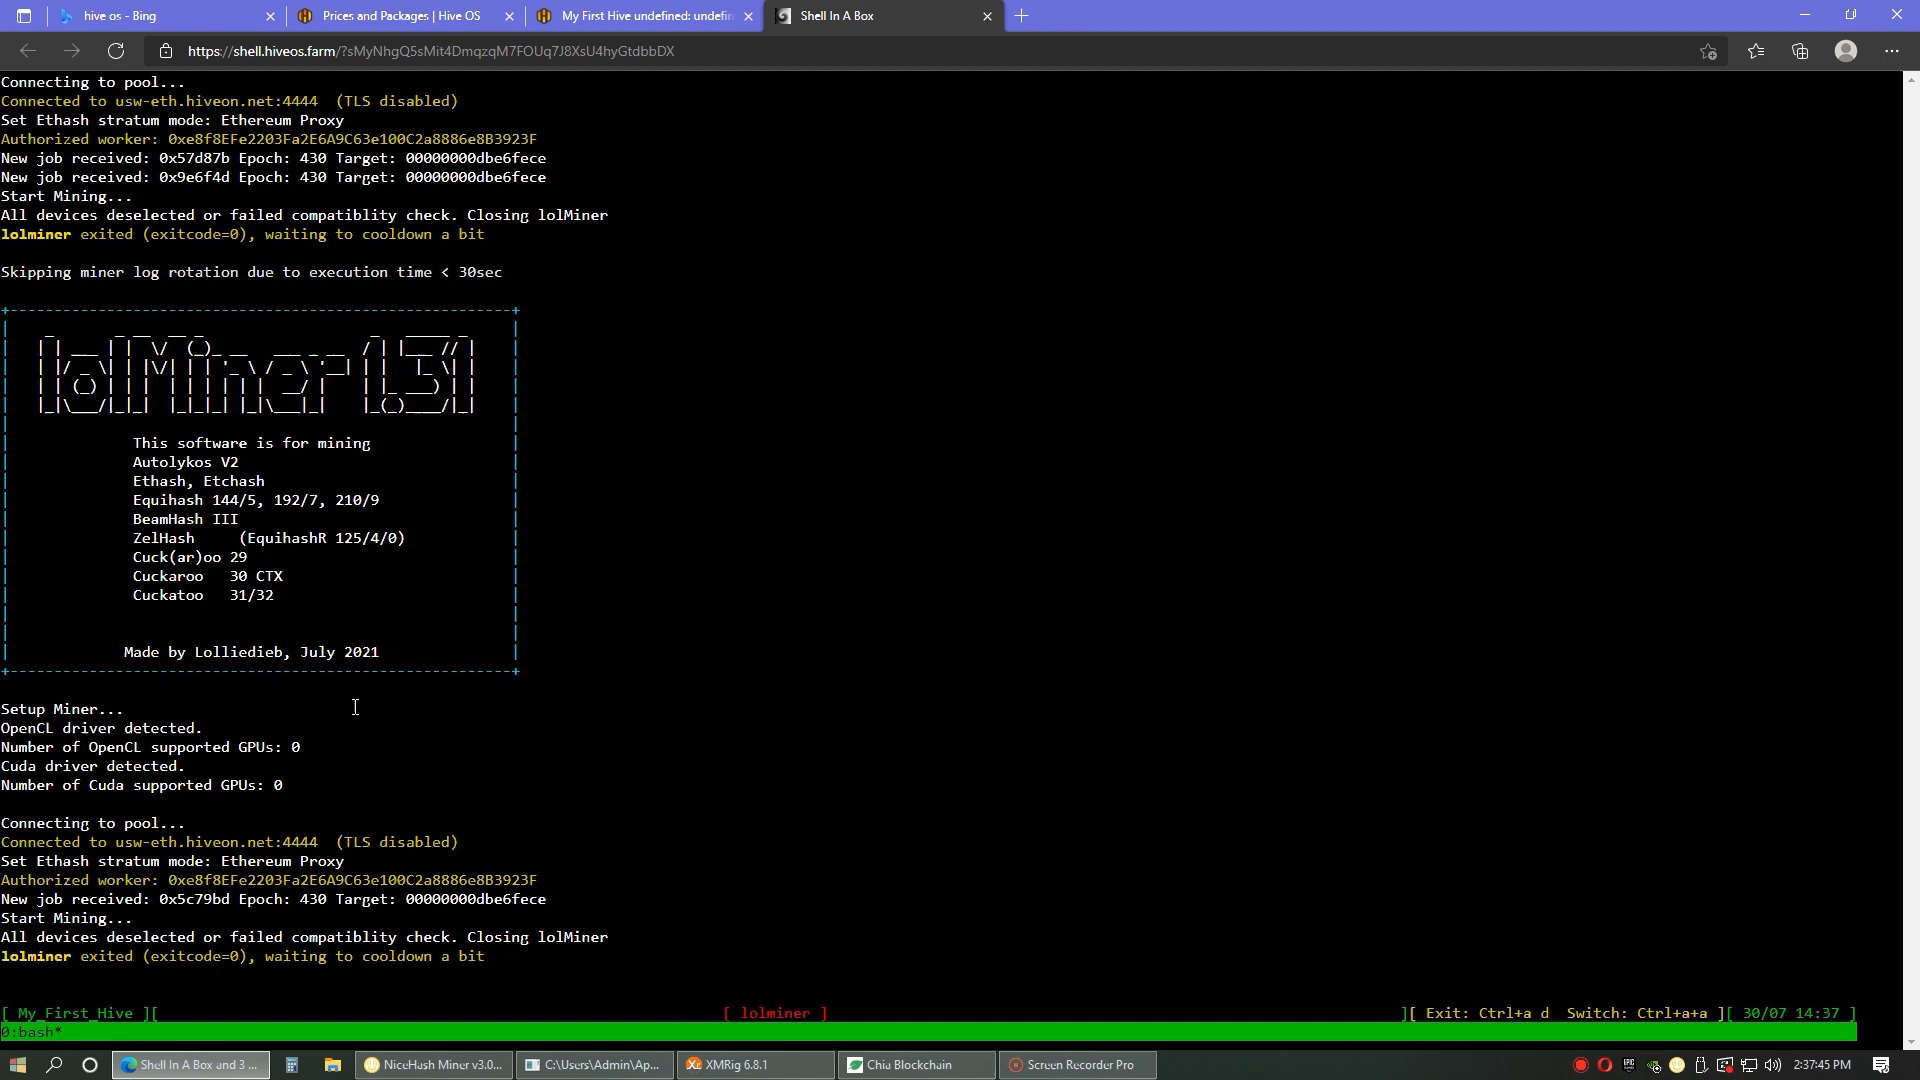 hive os - Bing
Prices and Packages | Hive OS
My First Hive undefined: undefin
Shell In A Box
https://shell.hiveos.farm/?sMyNhgQ5sMit4DmqzqM7FOUq7J8XsU4hyGtdbbDX
Connecting to pool...
Connected to usw-eth.hiveon.net:4444  (TLS disabled)
Set Ethash stratum mode: Ethereum Proxy
Authorized worker: 0xe8f8EFe2203Fa2E6A9C63e100C2a8886e8B3923F
New job received: 0x57d87b Epoch: 430 Target: 00000000dbe6fece
New job received: 0x9e6f4d Epoch: 430 Target: 00000000dbe6fece
Start Mining...
All devices deselected or failed compatiblity check. Closing lolMiner
lolminer exited (exitcode=0), waiting to cooldown a bit
Skipping miner log rotation due to execution time < 30sec
lolMiner 1.31
This software is for mining
Autolykos V2
Ethash, Etchash
Equihash 144/5, 192/7, 210/9
BeamHash III
ZelHash     (EquihashR 125/4/0)
Cuck(ar)oo 29
Cuckaroo   30 CTX
Cuckatoo   31/32
Made by Lolliedieb, July 2021
Setup Miner...
OpenCL driver detected.
Number of OpenCL supported GPUs: 0
Cuda driver detected.
Number of Cuda supported GPUs: 0
Connecting to pool...
Connected to usw-eth.hiveon.net:4444  (TLS disabled)
Set Ethash stratum mode: Ethereum Proxy
Authorized worker: 0xe8f8EFe2203Fa2E6A9C63e100C2a8886e8B3923F
New job received: 0x5c79bd Epoch: 430 Target: 00000000dbe6fece
Start Mining...
All devices deselected or failed compatiblity check. Closing lolMiner
lolminer exited (exitcode=0), waiting to cooldown a bit
[ My_First_Hive ][ [ lolminer ] ][ Exit: Ctrl+a d  Switch: Ctrl+a+a ][ 30/07 14:37 ]
0:bash*
Shell In A Box and 3 ...
NiceHash Miner v3.0...
C:\Users\Admin\Ap...
XMRig 6.8.1
Chia Blockchain
Screen Recorder Pro
2:37:45 PM